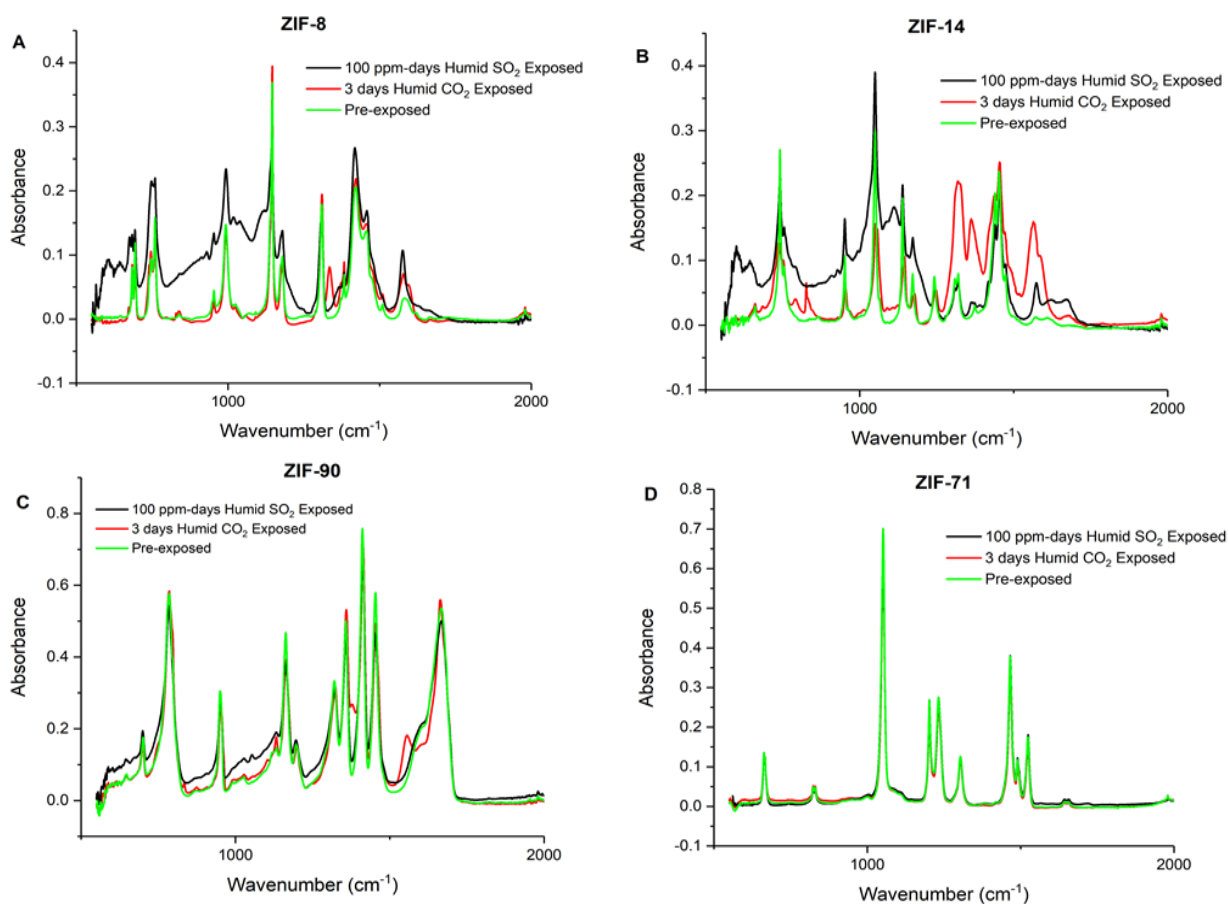 A
ZIF-8
100 ppm-days Humid SO₂ Exposed
3 days Humid CO₂ Exposed
Pre-exposed
0.4
0.3
0.2
0.1
0.0
-0.1
Absorbance
1000
2000
Wavenumber (cm⁻¹)
B
ZIF-14
100 ppm-days Humid SO₂ Exposed
3 days Humid CO₂ Exposed
Pre-exposed
0.4
0.3
0.2
0.1
0.0
-0.1
Absorbance
1000
2000
Wavenumber (cm⁻¹)
C
ZIF-90
100 ppm-days Humid SO₂ Exposed
3 days Humid CO₂ Exposed
Pre-exposed
0.8
0.6
0.4
0.2
0.0
Absorbance
1000
2000
Wavenumber (cm⁻¹)
D
ZIF-71
100 ppm-days Humid SO₂ Exposed
3 days Humid CO₂ Exposed
Pre-exposed
0.8
0.7
0.6
0.5
0.4
0.3
0.2
0.1
0.0
-0.1
Absorbance
1000
2000
Wavenumber (cm⁻¹)